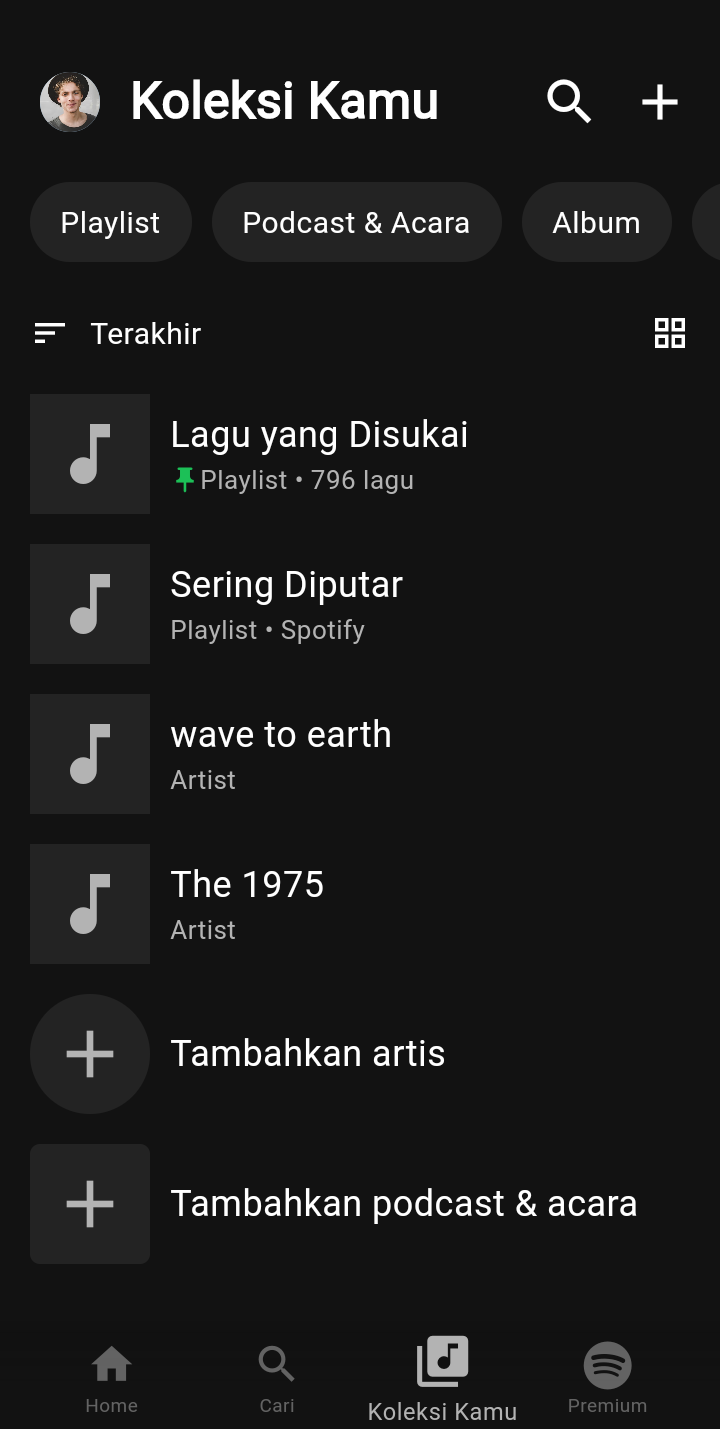 Koleksi Kamu
Playlist
Podcast & Acara
Album
Terakhir
Lagu yang Disukai
Playlist • 796 lagu
Sering Diputar
Playlist • Spotify
wave to earth
Artist
The 1975
Artist
Tambahkan artis
Tambahkan podcast & acara
Home
Cari
Koleksi Kamu
Premium